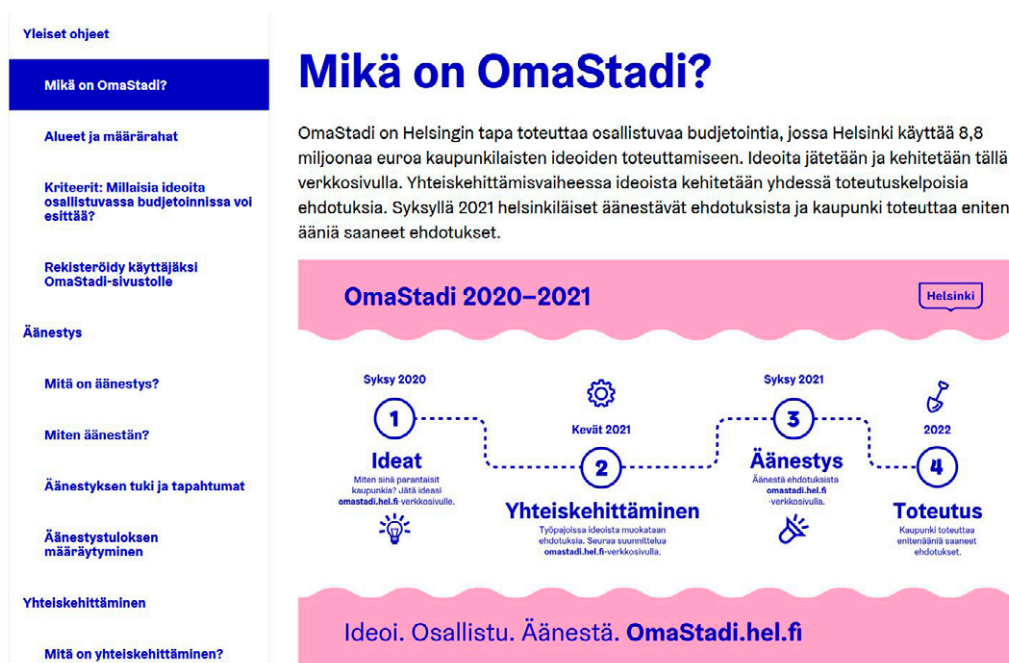 Yleiset ohjeet
Mikä on OmaStadi?
Alueet ja määrärahat
Kriteerit: Millaisia ideoita
osallistuvassa budjetoinnissa voi
esittää?
Rekisteröidy käyttäjäksi
OmaStadi-sivustolle
Äänestys
Mitä on äänestys?
Miten äänestän?
Äänestyksen tuki ja tapahtumat
Äänestystuloksen
määräytyminen
Yhteiskehittäminen
Mitä on yhteiskehittäminen?
Mikä on OmaStadi?
OmaStadi on Helsingin tapa toteuttaa osallistuvaa budjetointia, jossa Helsinki käyttää 8,8
miljoonaa euroa kaupunkilaisten ideoiden toteuttamiseen. Ideoita jätetään ja kehitetään tällä
verkkosivulla. Yhteiskehittämisvaiheessa ideoista kehitetään yhdessä toteutuskelpoisia
ehdotuksia. Syksyllä 2021 helsinkiläiset äänestävät ehdotuksista ja kaupunki toteuttaa eniten
ääniä saaneet ehdotukset.
OmaStadi 2020–2021
Helsinki
Syksy 2020
1
Ideat
Miten sinä parantaisit
kaupunkia? Jätä ideasi
omastadi.hel.fi-verkkosivulle.
Kevät 2021
2
Yhteiskehittäminen
Työpajoissa ideoista muokataan
ehdotuksia. Seuraa suunnittelua
omastadi.hel.fi-verkkosivulla.
Syksy 2021
3
Äänestys
Äänestä ehdotuksista
omastadi.hel.fi
-verkkosivulla.
2022
4
Toteutus
Kaupunki toteuttaa
enitenääniä saaneet
ehdotukset.
Ideoi. Osallistu. Äänestä. OmaStadi.hel.fi